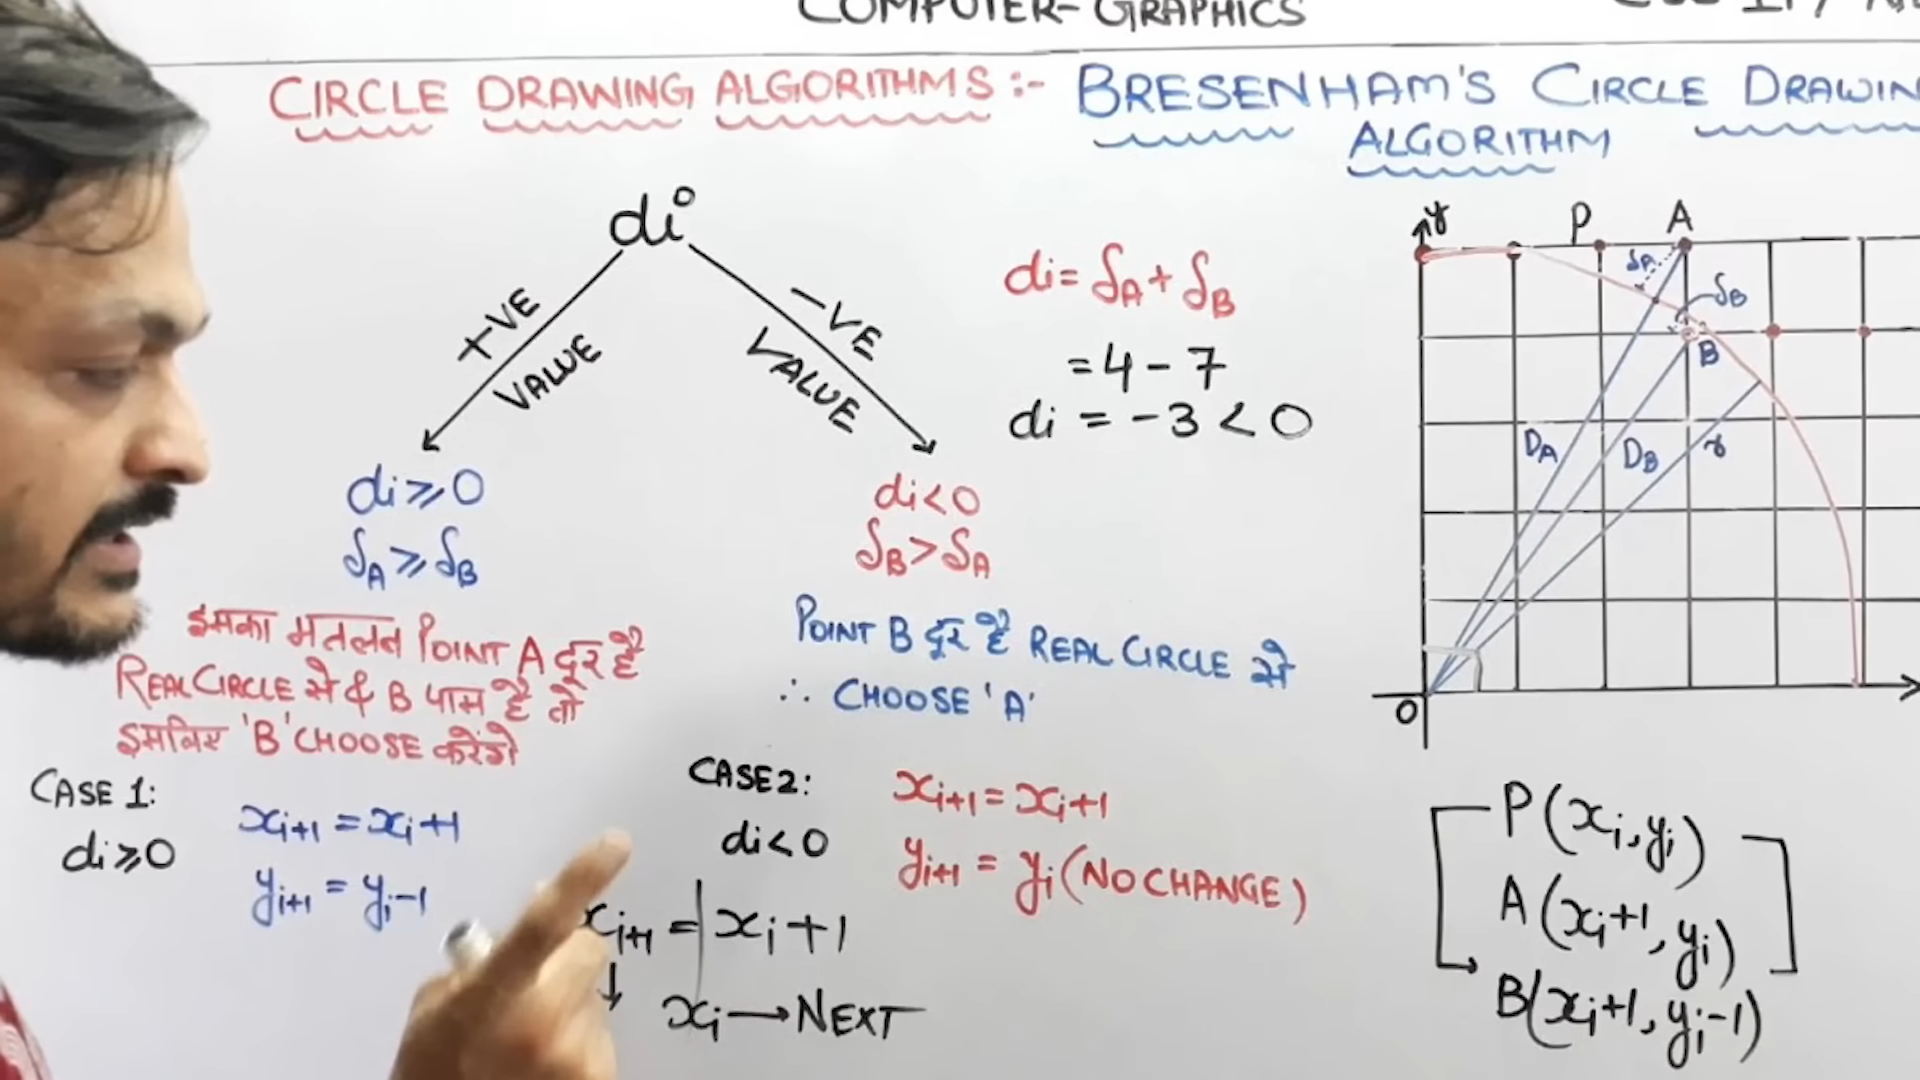 COMPUTER-GRAPHICS
CIRCLE DRAWING ALGORITHMS :- BRESENHAM'S CIRCLE DRAWIN
ALGORITHM
di
+VE
VALUE
-VE
VALUE
di = δA + δB
= 4 - 7
di = -3 < 0
di ≥ 0
δA ≥ δB
di < 0
δB > δA
इसका मतलब POINT A दूर है
REAL CIRCLE से & B पास है तो
इसलिए 'B' CHOOSE करेंगे
POINT B दूर है REAL CIRCLE से
∴ CHOOSE 'A'
CASE 1:
di ≥ 0
xi+1 = xi+1
yi+1 = yi-1
CASE 2:
di < 0
xi+1 = xi+1
yi+1 = yi (NO CHANGE)
xi+1 = xi+1
↓
xi → NEXT
Y
P
A
δA
δB
B
DA
DB
r
O
P(xi, yi)
A(xi+1, yi)
B(xi+1, yi-1)